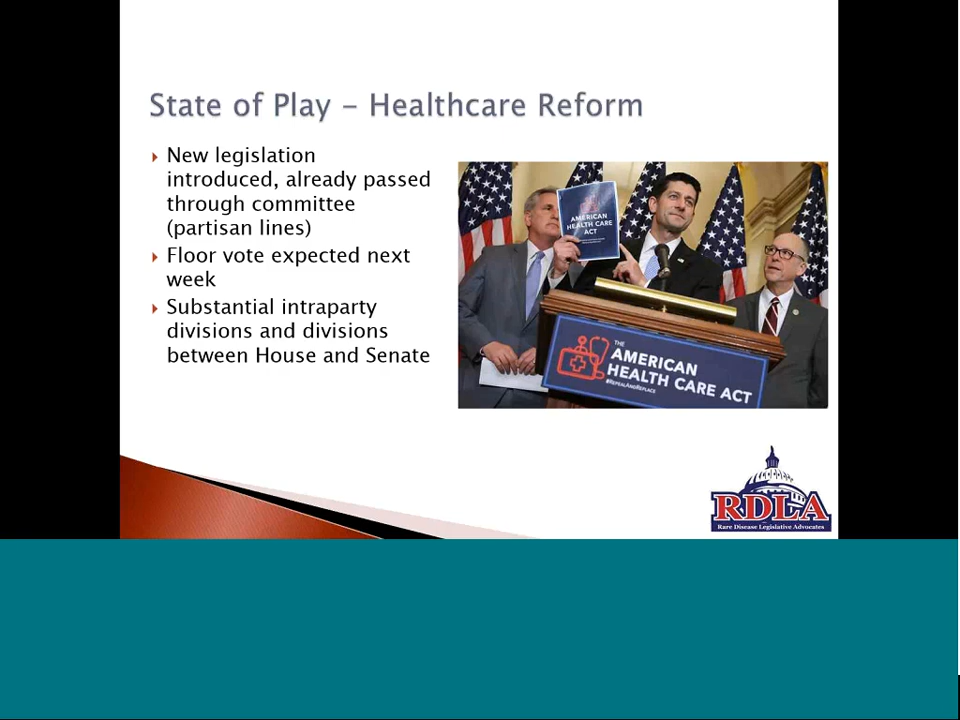 State of Play – Healthcare Reform
New legislation
introduced, already passed
through committee
(partisan lines)
Floor vote expected next
week
Substantial intraparty
divisions and divisions
between House and Senate
AMERICAN
HEALTH CARE
ACT
THE
AMERICAN
HEALTH CARE ACT
#REPEALANDREPLACE
RDLA
Rare Disease Legislative Advocates